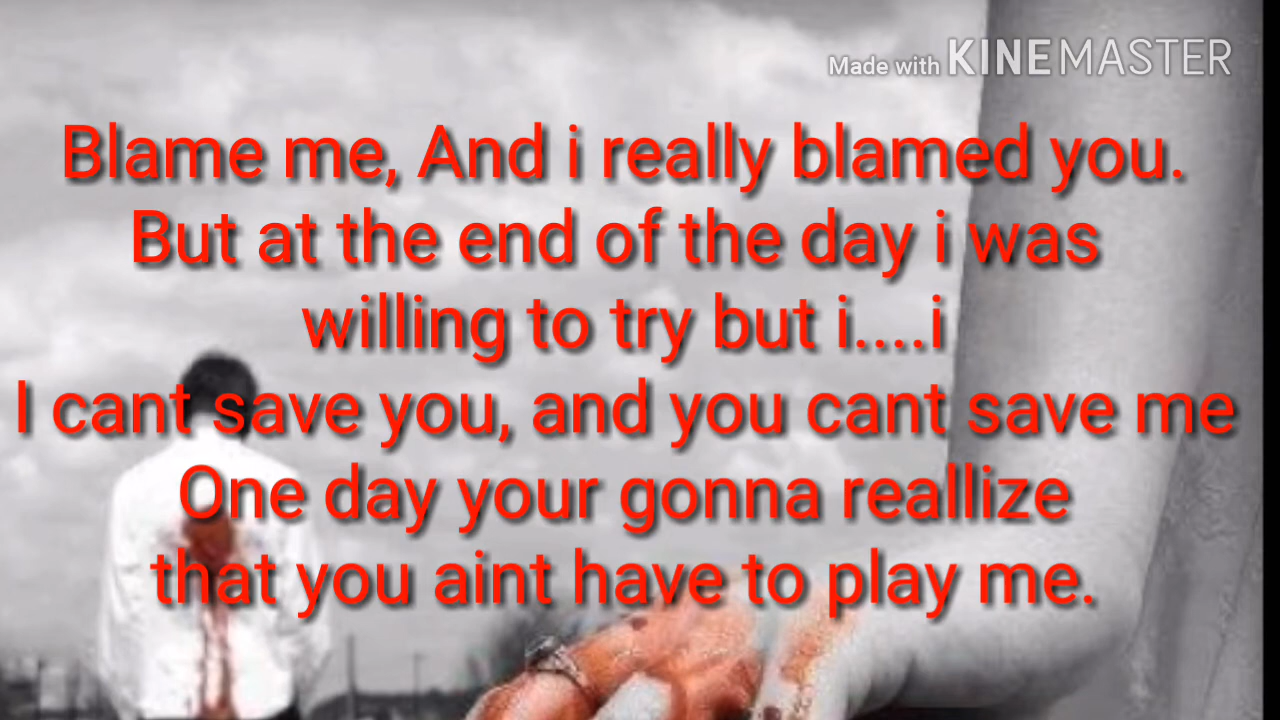 Made with KINEMASTER
Blame me, And i really blamed you.
But at the end of the day i was
willing to try but i....i
I cant save you, and you cant save me
One day your gonna reallize
that you aint have to play me.